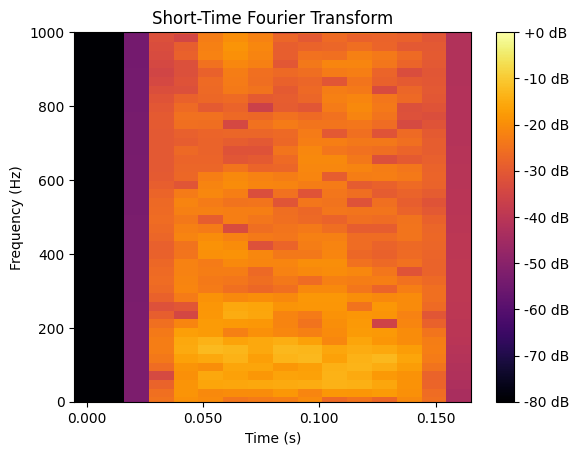 Short-Time Fourier Transform
1000
800
600
400
200
0
Frequency (Hz)
0.000
0.050
0.100
0.150
Time (s)
+0 dB
-10 dB
-20 dB
-30 dB
-40 dB
-50 dB
-60 dB
-70 dB
-80 dB